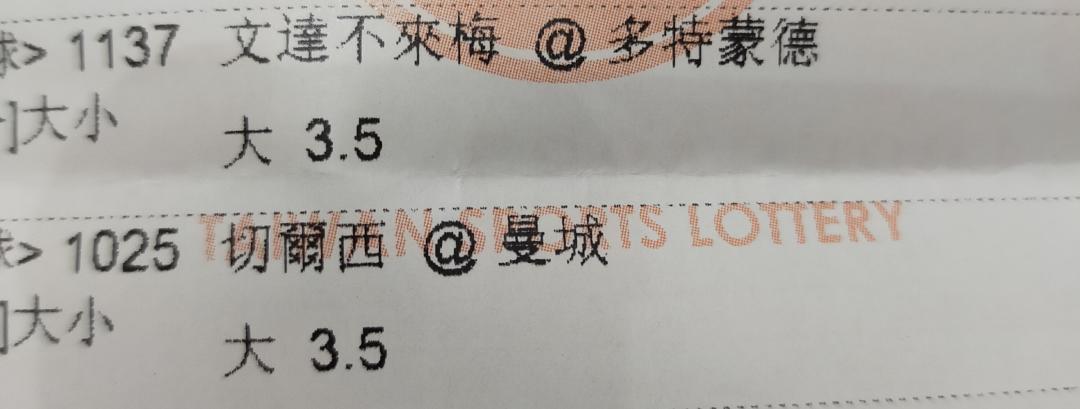 球> 1137 文達不來梅 @ 多特蒙德
大小
大 3.5
TAIWAN SPORTS LOTTERY
> 1025 切爾西 @ 曼城
大小
大 3.5